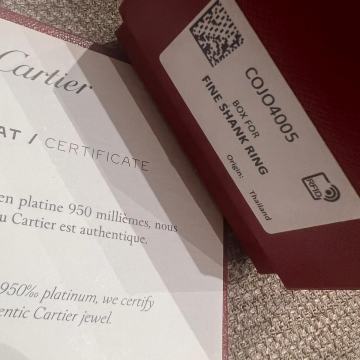 Cartier
AT / CERTIFICATE
en platine 950 millièmes, nous
u Cartier est authentique.
950‰ platinum, we certify
entic Cartier jewel.
COJO4005
BOX FOR
FINE SHANK RING
Origin: Thailand
RFID